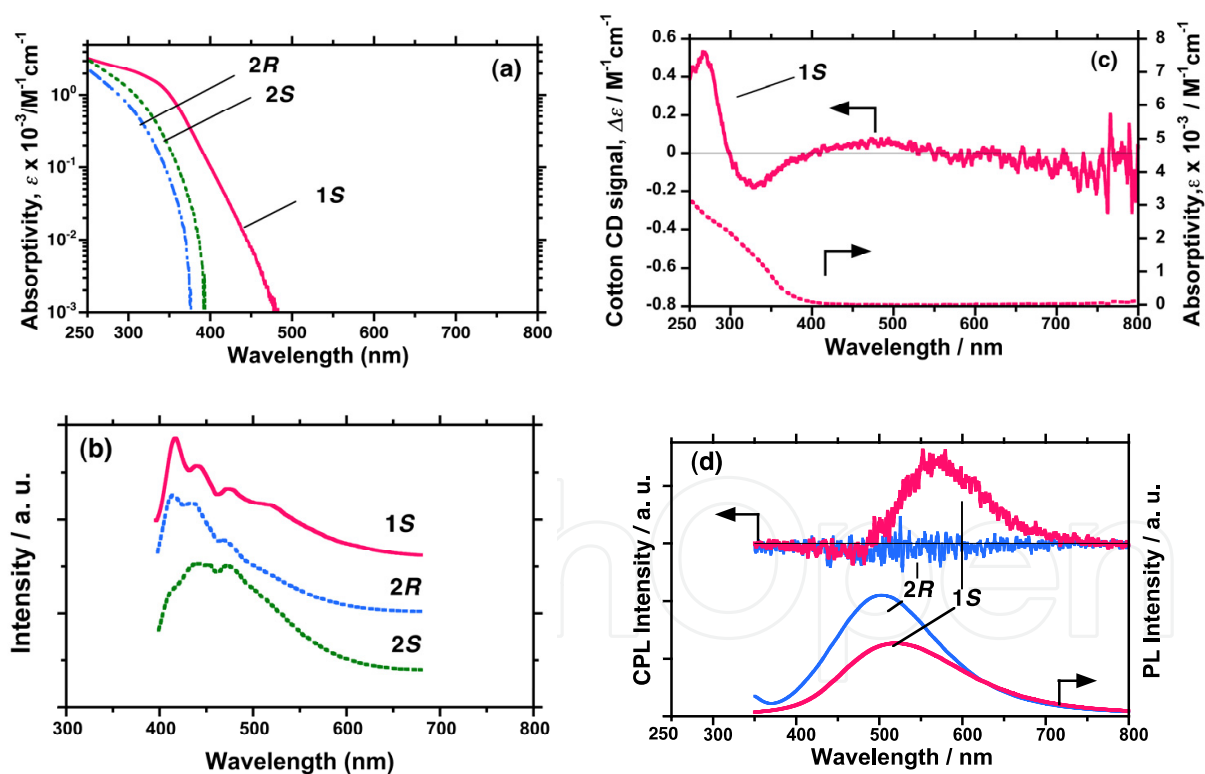 (a)
2R
2S
1S
Absorptivity, ε x 10⁻³/M⁻¹cm⁻¹
10⁰
10⁻¹
10⁻²
10⁻³
250 300 400 500 600 700 800
Wavelength (nm)
(c)
1S
Cotton CD signal, Δε / M⁻¹cm⁻¹
0.6
0.4
0.2
0
-0.2
-0.4
-0.6
-0.8
8
7
6
5
4
3
2
1
0
Absorptivity,ε x 10⁻³ / M⁻¹cm⁻¹
250 300 400 500 600 700 800
Wavelength / nm
(b)
1S
2R
2S
Intensity / a. u.
300 400 500 600 700 800
Wavelength (nm)
(d)
2R
1S
CPL Intensity / a. u.
PL Intensity / a. u.
250 300 400 500 600 700 800
Wavelength / nm